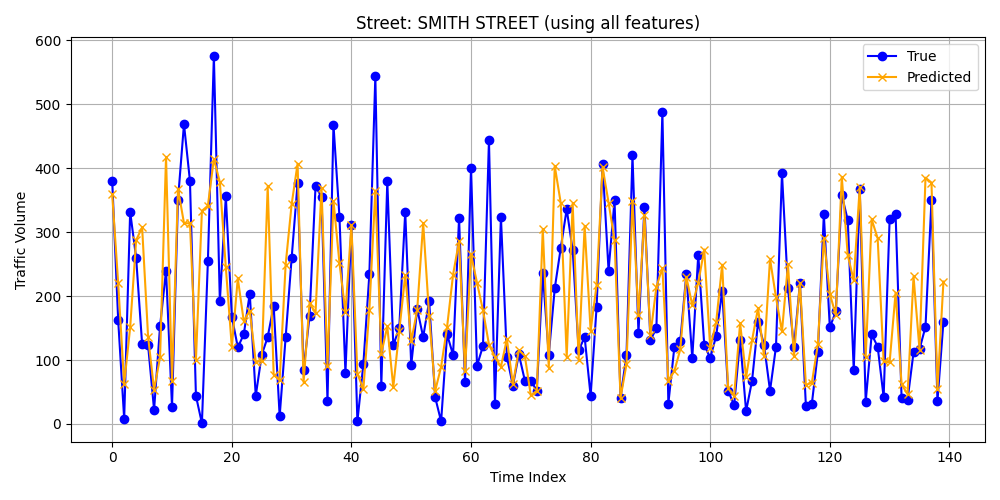 Street: SMITH STREET (using all features)
True
Predicted
Traffic Volume
600
500
400
300
200
100
0
0 20 40 60 80 100 120 140
Time Index